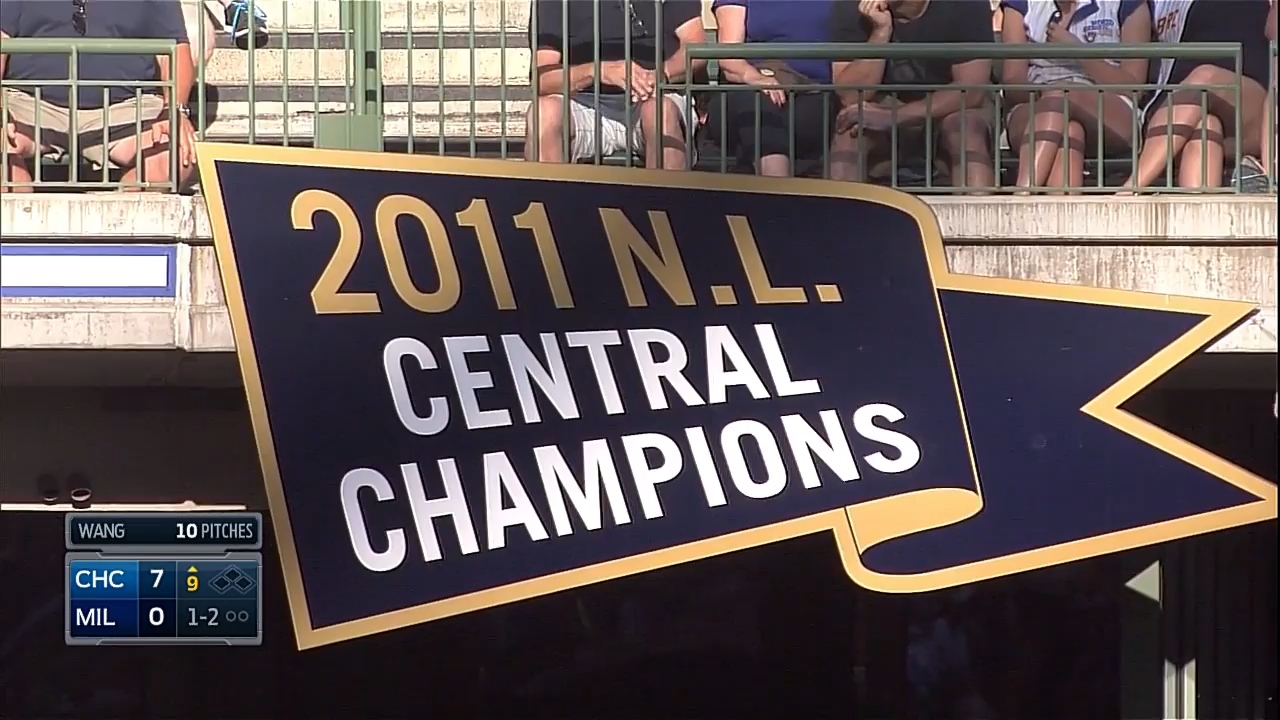 2011 N.L.
CENTRAL
CHAMPIONS
WANG 10 PITCHES
CHC 7 9
MIL 0 1-2